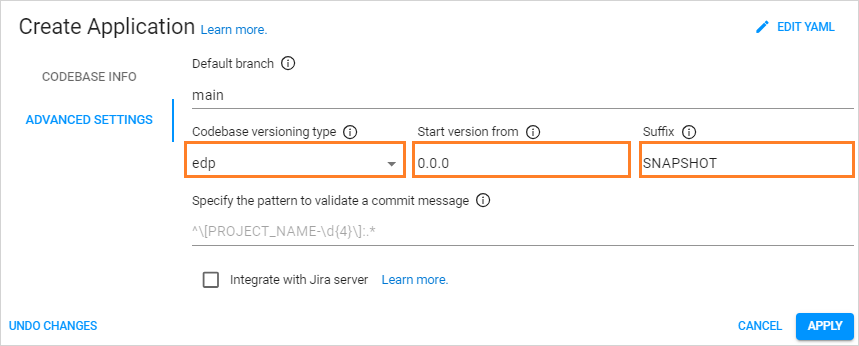 Create Application Learn more.
EDIT YAML
CODEBASE INFO
ADVANCED SETTINGS
Default branch
main
Codebase versioning type Start version from Suffix
edp 0.0.0 SNAPSHOT
Specify the pattern to validate a commit message
^\[PROJECT_NAME-\d{4}\]:.*
Integrate with Jira server Learn more.
UNDO CHANGES CANCEL APPLY